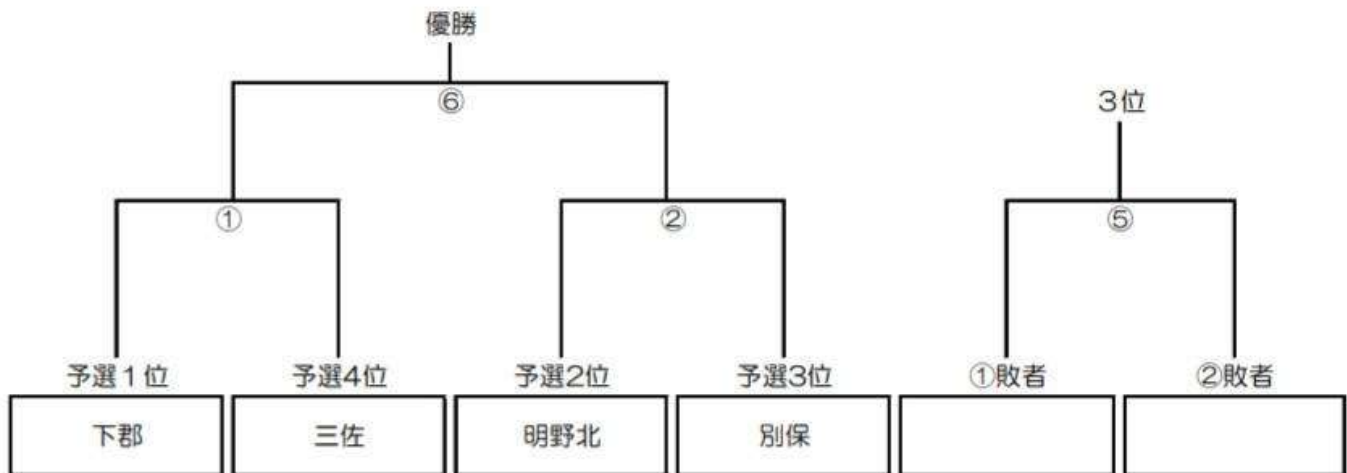 優勝
⑥
3位
①
②
⑤
予選1位 予選4位 予選2位 予選3位 ①敗者 ②敗者
下郡 三佐 明野北 別保